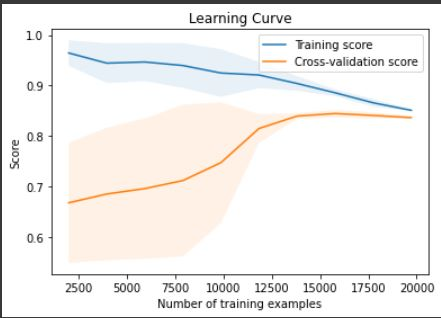 Learning Curve
Training score
Cross-validation score
1.0
0.9
0.8
0.7
0.6
Score
2500 5000 7500 10000 12500 15000 17500 20000
Number of training examples